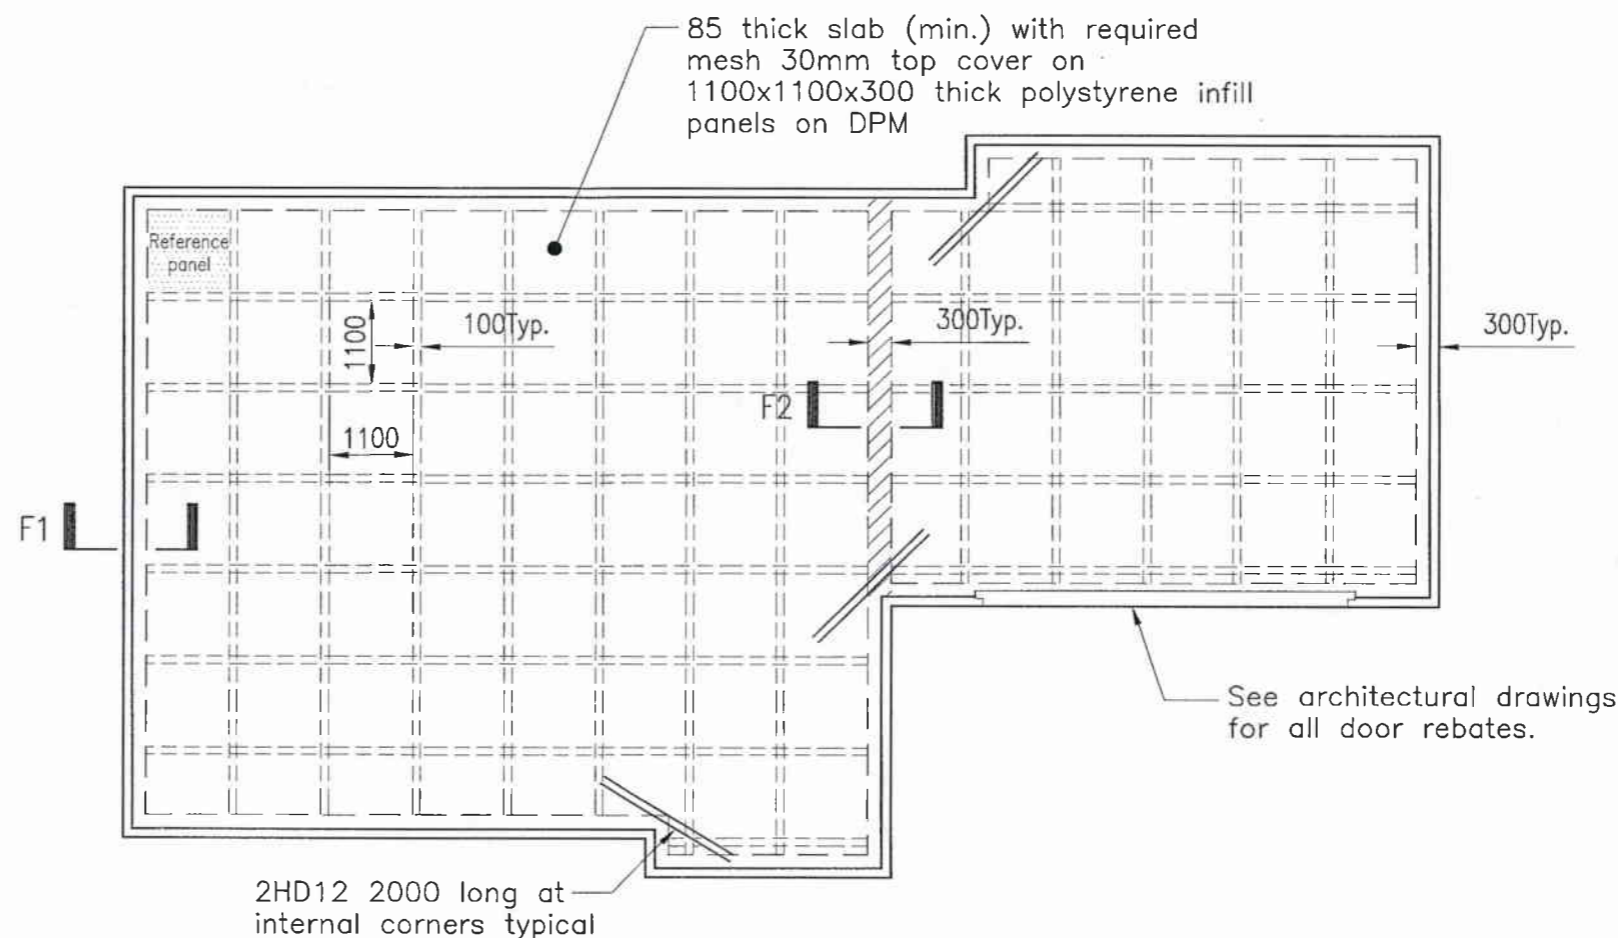 85 thick slab (min.) with required
mesh 30mm top cover on
1100x1100x300 thick polystyrene infill
panels on DPM
Reference
panel
1100
100Typ.
300Typ.
300Typ.
1100
F2
F1
See architectural drawings
for all door rebates.
2HD12 2000 long at
internal corners typical